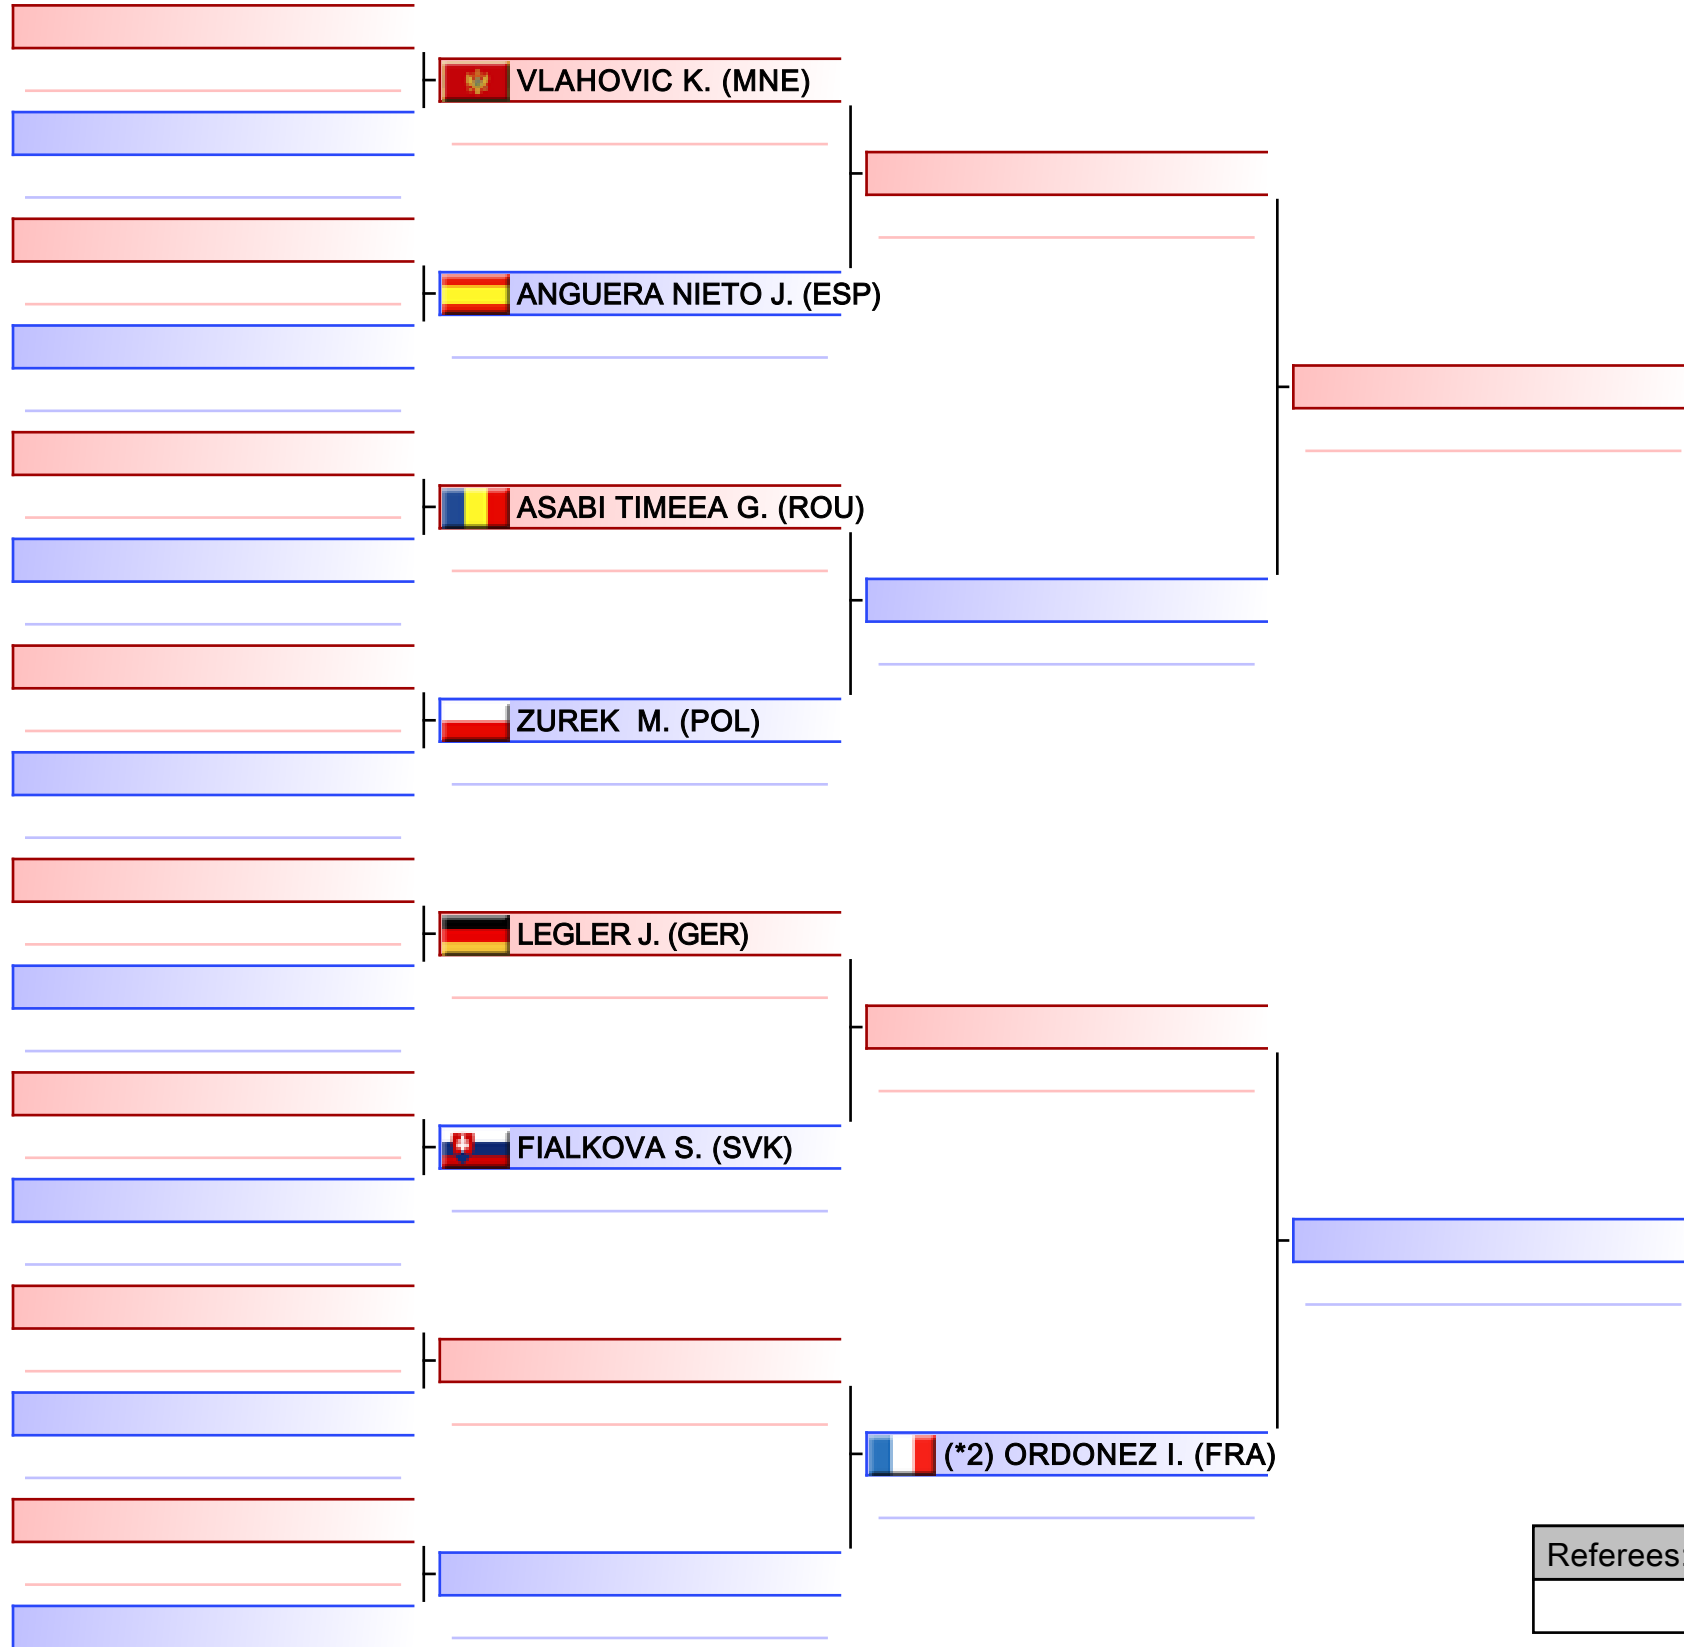 VLAHOVIC K. (MNE)
ANGUERA NIETO J. (ESP)
ASABI TIMEEA G. (ROU)
ZUREK  M. (POL)
LEGLER J. (GER)
FIALKOVA S. (SVK)
(*2) ORDONEZ I. (FRA)
Referees: